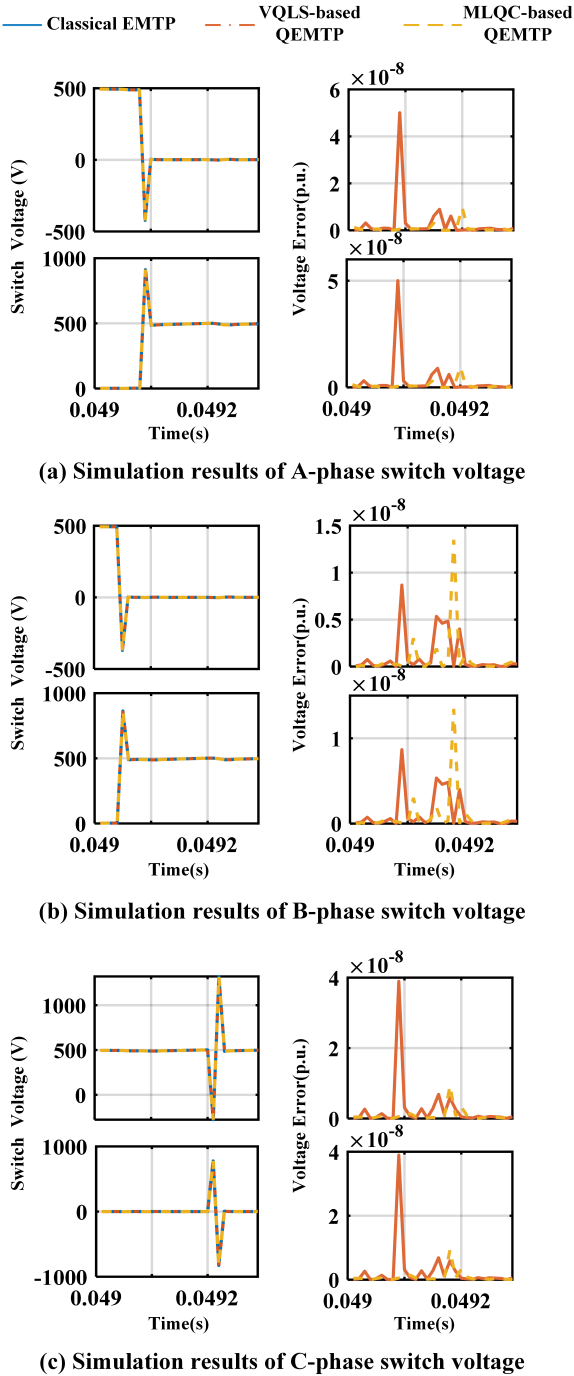 Classical EMTP
VQLS-based
QEMTP
MLQC-based
QEMTP
500
0
-500
1000
500
0
0.049
0.0492
Time(s)
Switch Voltage (V)
×10-8
6
4
2
0
×10-8
5
0
0.049
0.0492
Time(s)
Voltage Error(p.u.)
(a) Simulation results of A-phase switch voltage
500
0
-500
1000
500
0
0.049
0.0492
Time(s)
Switch Voltage (V)
×10-8
1.5
1
0.5
0
×10-8
1
0
0.049
0.0492
Time(s)
Voltage Error(p.u.)
(b) Simulation results of B-phase switch voltage
1000
500
0
1000
0
-1000
0.049
0.0492
Time(s)
Switch Voltage (V)
×10-8
4
2
0
×10-8
4
2
0
0.049
0.0492
Time(s)
Voltage Error(p.u.)
(c) Simulation results of C-phase switch voltage